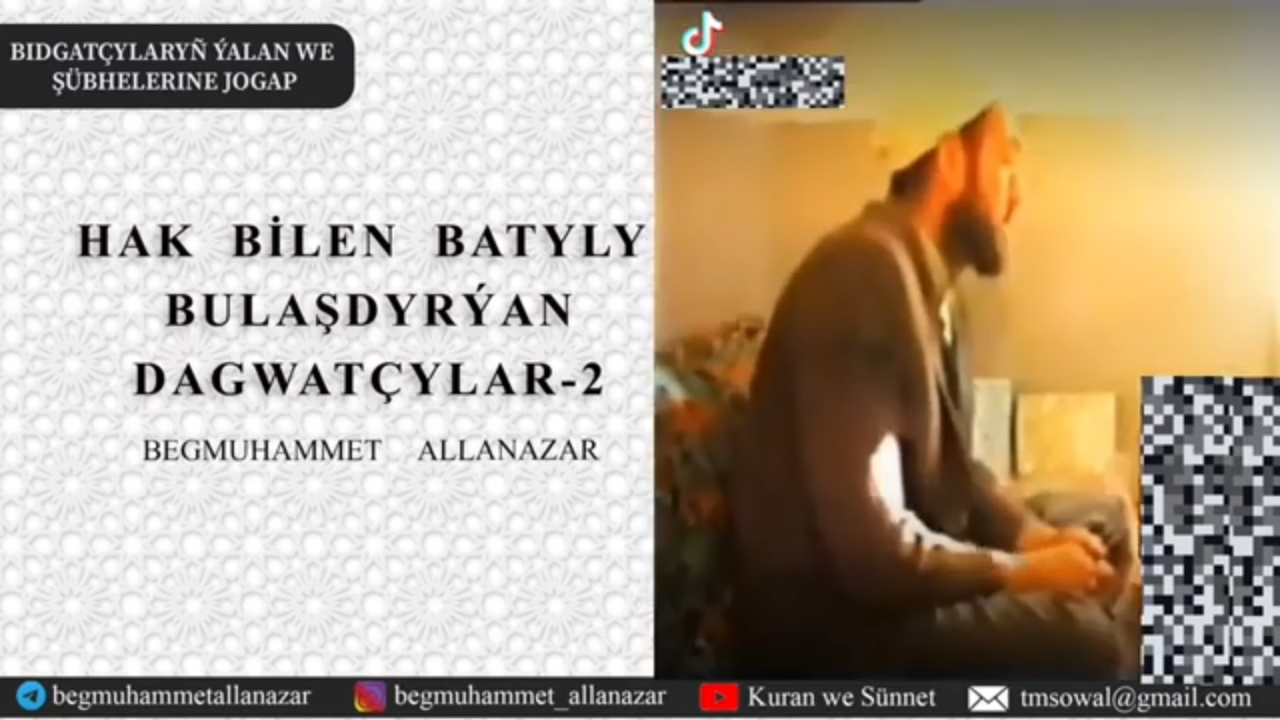 BIDGATÇYLARYÑ ÝALAN WE
ŞÜBHELERINE JOGAP
HAK BİLEN BATYLY
BULAŞDYRÝAN
DAGWATÇYLAR-2
BEGMUHAMMET ALLANAZAR
begmuhammetallanazar
begmuhammet_allanazar
Kuran we Sünnet
tmsowal@gmail.com